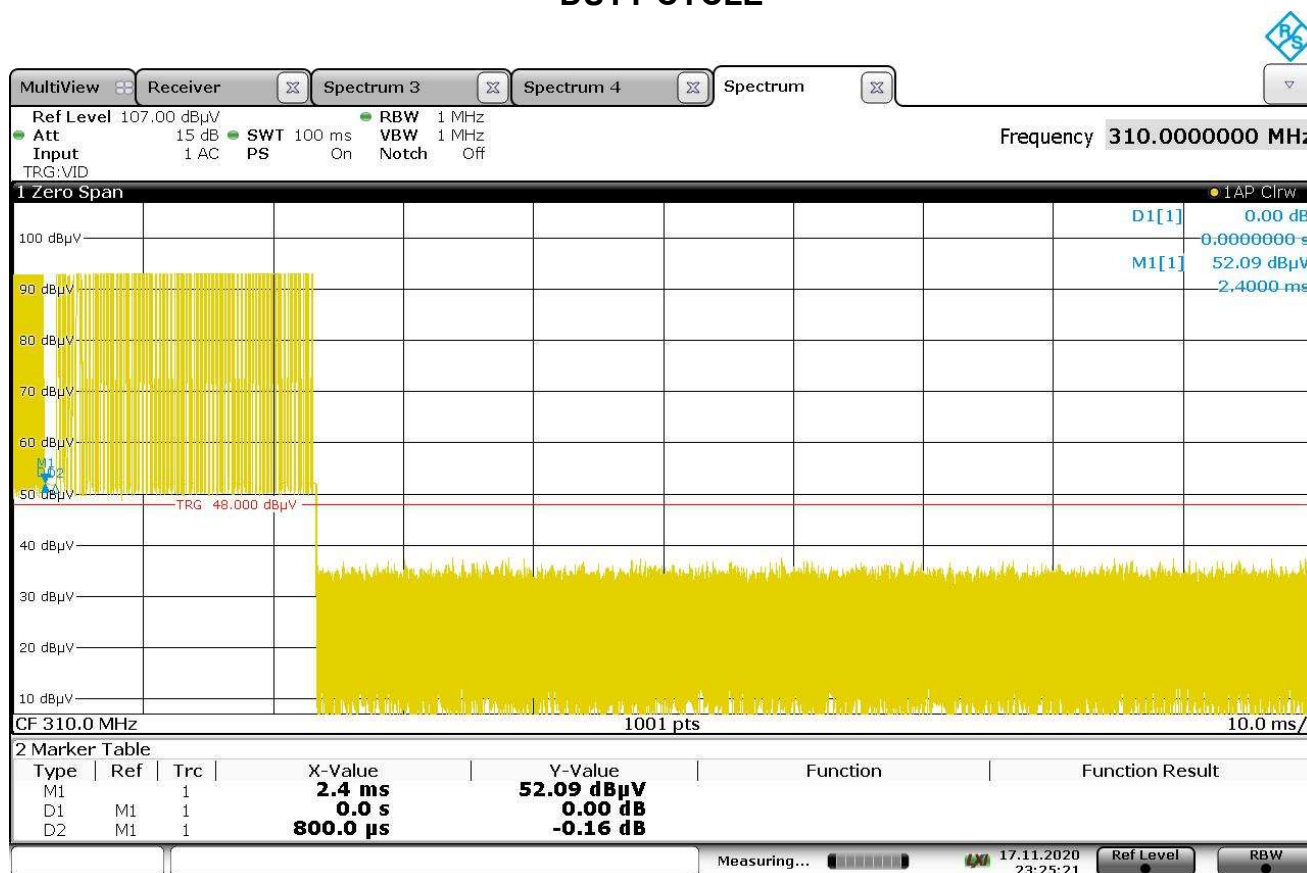 DUTY CYCLE
R&S
MultiView Receiver Spectrum 3 Spectrum 4 Spectrum
Ref Level 107.00 dBµV RBW 1 MHz
Att 15 dB SWT 100 ms VBW 1 MHz Frequency 310.0000000 MHz
Input 1 AC PS On Notch Off
TRG:VID
1 Zero Span 1AP Clrw
D1[1] 0.00 dB
100 dBµV 0.0000000 s
M1[1] 52.09 dBµV
90 dBµV 2.4000 ms
80 dBµV
70 dBµV
60 dBµV
M1
D2
50 dBµV
TRG 48.000 dBµV
40 dBµV
30 dBµV
20 dBµV
10 dBµV
CF 310.0 MHz 1001 pts 10.0 ms/
2 Marker Table
Type | Ref | Trc | X-Value | Y-Value | Function | Function Result
M1 1 2.4 ms 52.09 dBµV
D1 M1 1 0.0 s 0.00 dB
D2 M1 1 800.0 µs -0.16 dB
Measuring... LXI 17.11.2020 Ref Level RBW
23:25:21